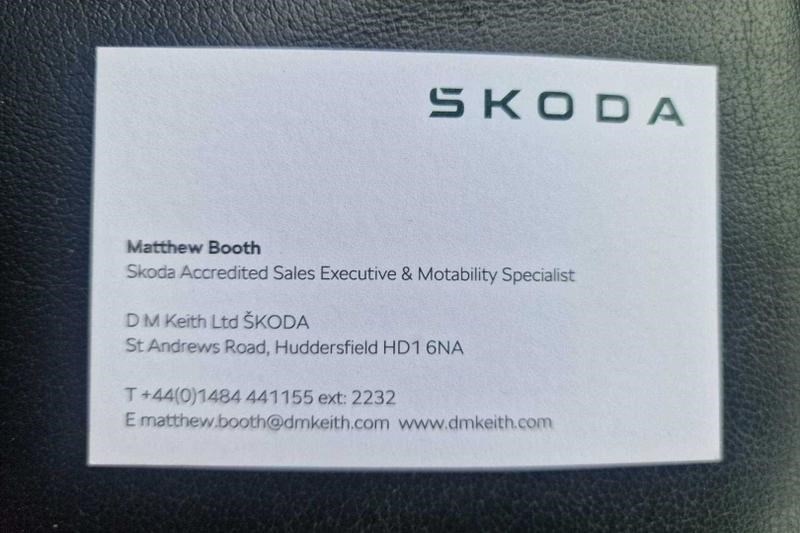 SKODA
Matthew Booth
Skoda Accredited Sales Executive & Motability Specialist
D M Keith Ltd ŠKODA
St Andrews Road, Huddersfield HD1 6NA
T +44(0)1484 441155 ext: 2232
E matthew.booth@dmkeith.com www.dmkeith.com